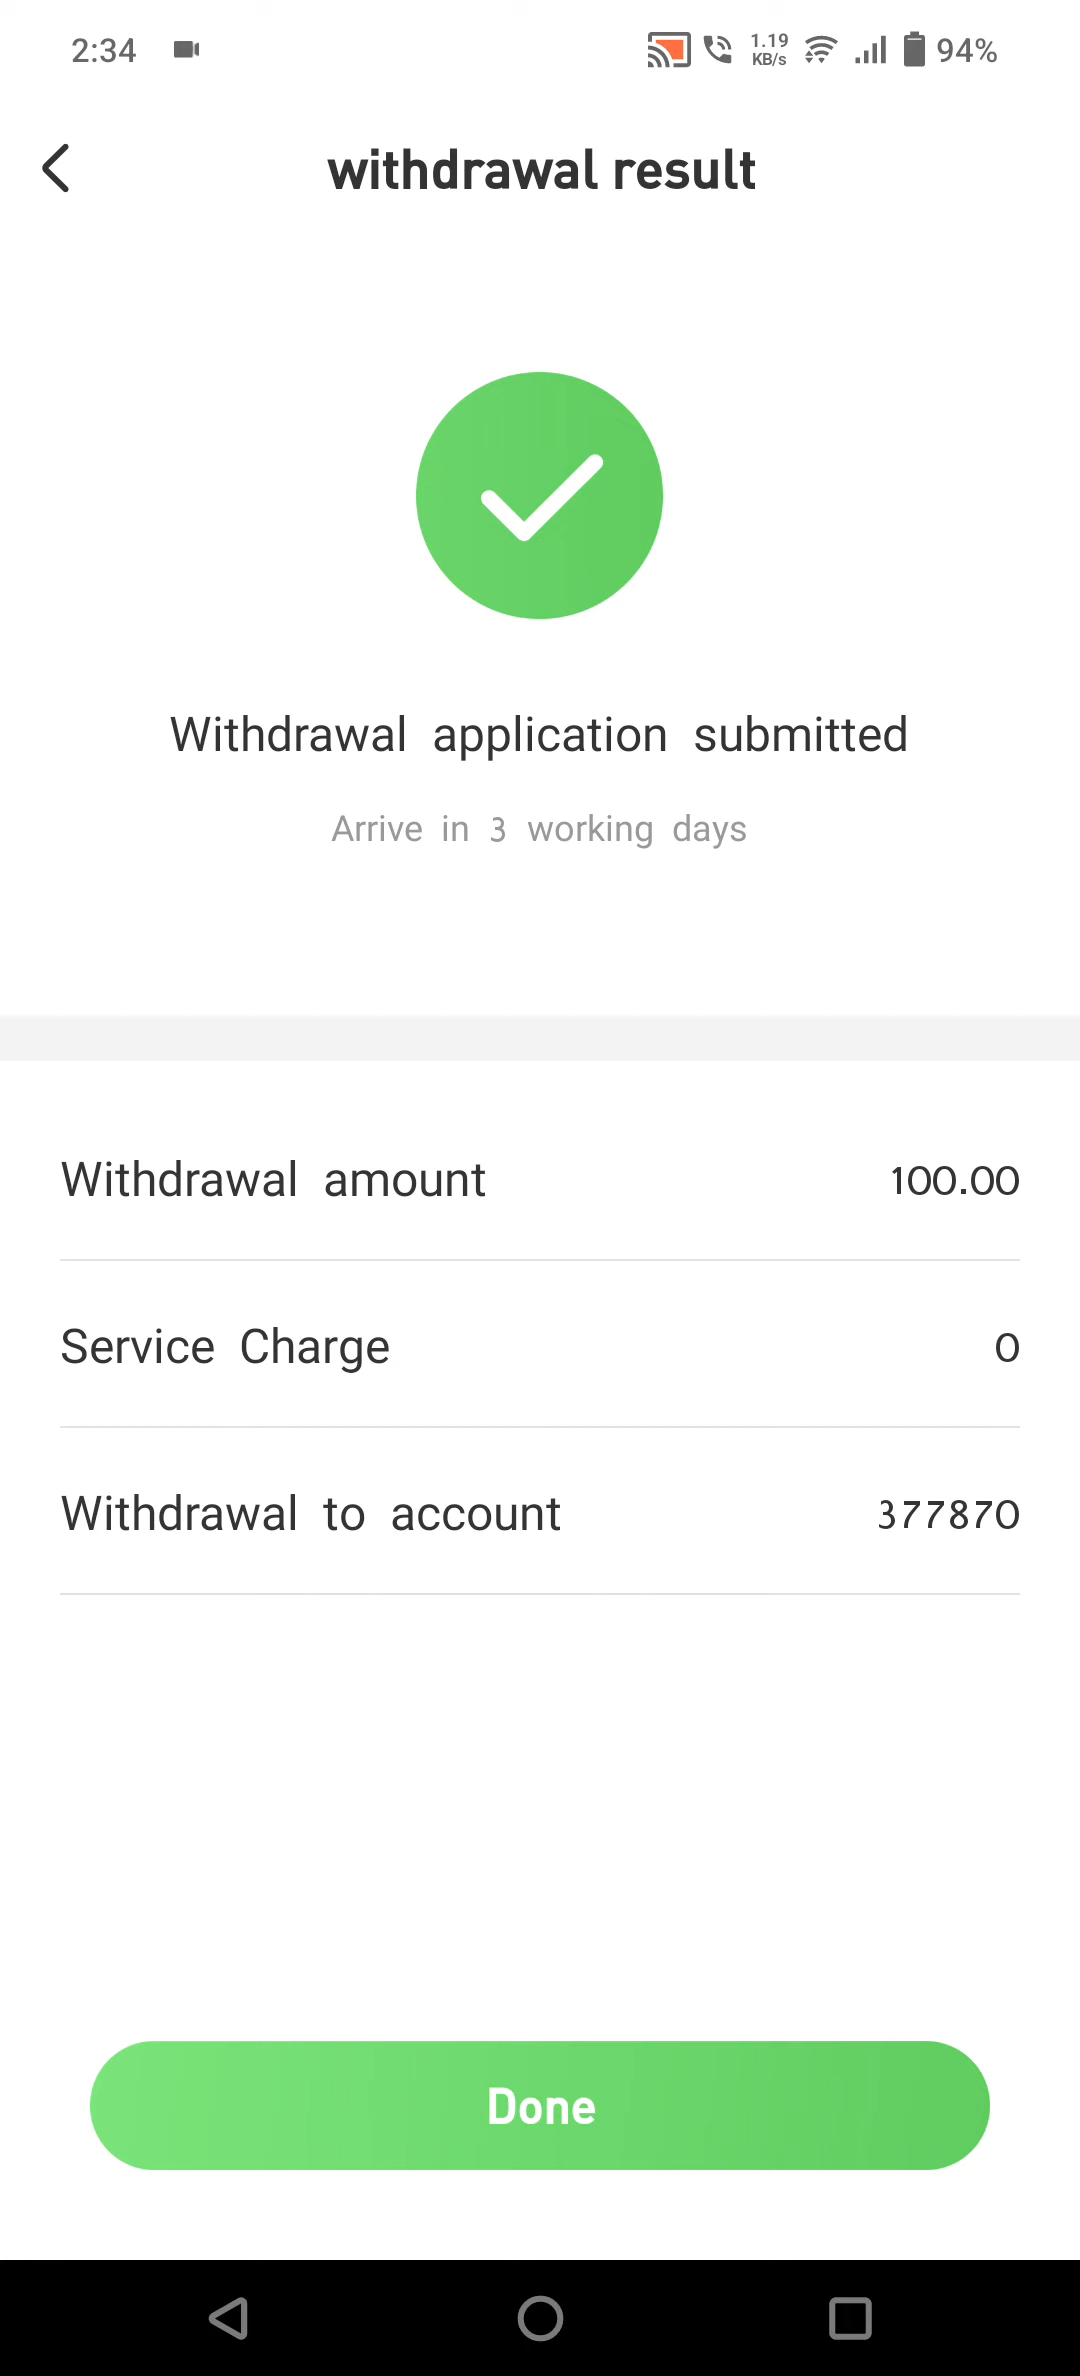 2:34 1.19 KB/s 94%
withdrawal result
Withdrawal application submitted
Arrive in 3 working days
Withdrawal amount 100.00
Service Charge 0
Withdrawal to account 377870
Done